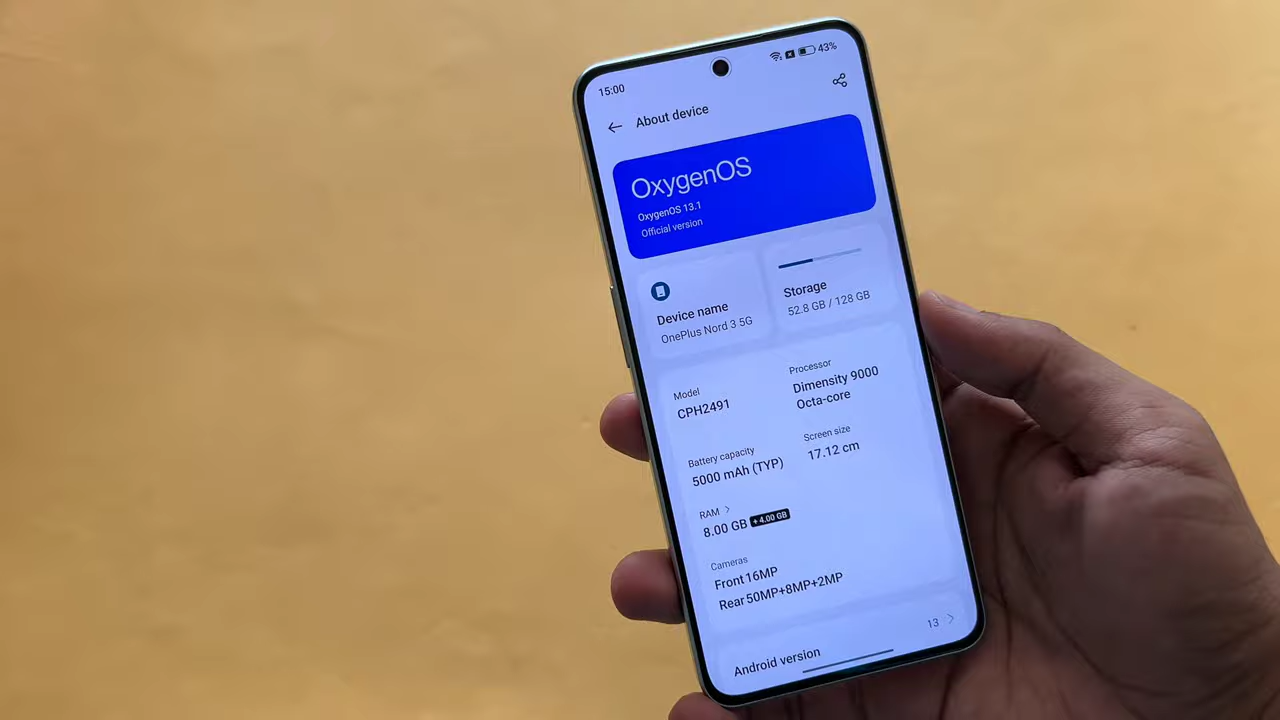 15:00
43%
About device
OxygenOS
OxygenOS 13.1
Official version
Device name
OnePlus Nord 3 5G
Storage
52.8 GB / 128 GB
Model
CPH2491
Processor
Dimensity 9000
Octa-core
Battery capacity
5000 mAh (TYP)
Screen size
17.12 cm
RAM
8.00 GB + 4.00 GB
Cameras
Front 16MP
Rear 50MP+8MP+2MP
Android version
13